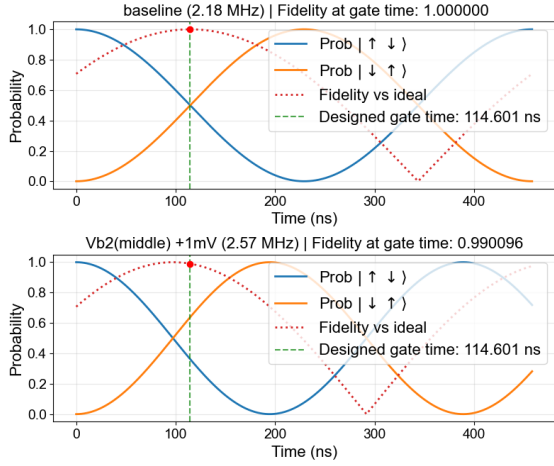 baseline (2.18 MHz) | Fidelity at gate time: 1.000000
Probability
1.0
0.8
0.6
0.4
0.2
0.0
Prob | ↑ ↓ ⟩
Prob | ↓ ↑ ⟩
Fidelity vs ideal
Designed gate time: 114.601 ns
0
100
200
300
400
Time (ns)
Vb2(middle) +1mV (2.57 MHz) | Fidelity at gate time: 0.990096
Probability
1.0
0.8
0.6
0.4
0.2
0.0
Prob | ↑ ↓ ⟩
Prob | ↓ ↑ ⟩
Fidelity vs ideal
Designed gate time: 114.601 ns
0
100
200
300
400
Time (ns)